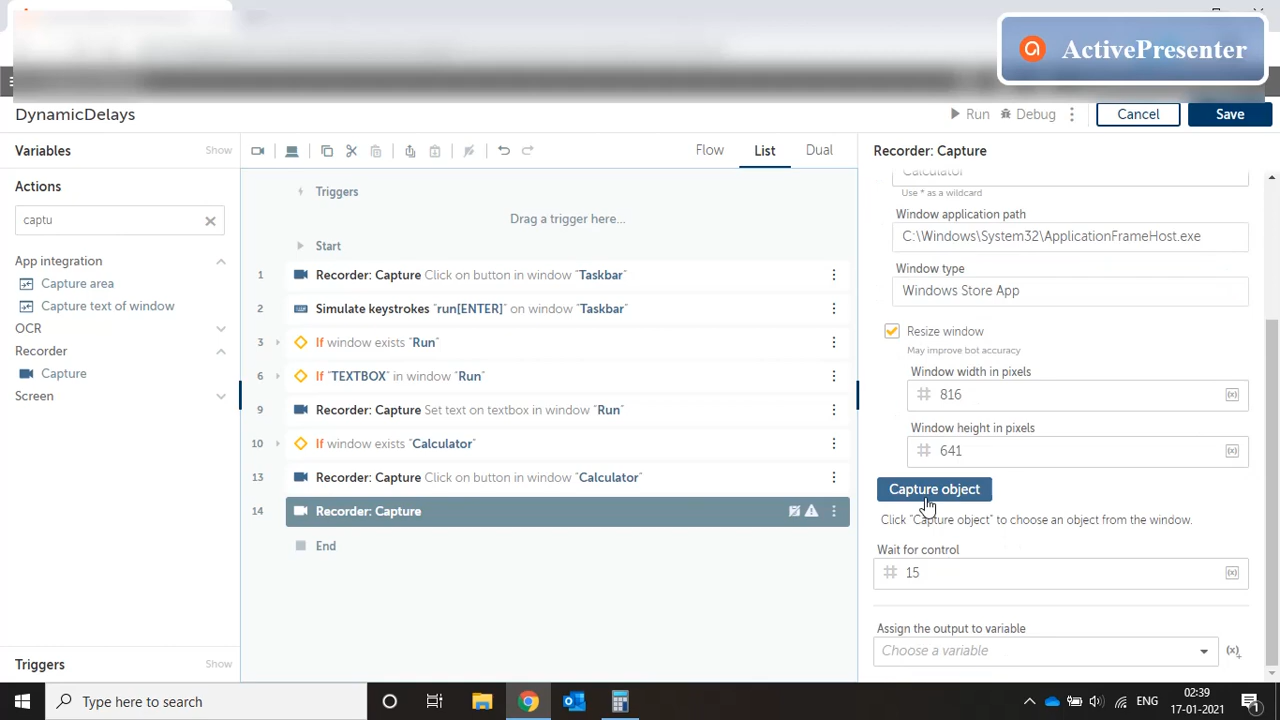 ActivePresenter
DynamicDelays
Run
Debug
Cancel
Save
Variables
Show
Flow
List
Dual
Recorder: Capture
Actions
captu
App integration
Capture area
Capture text of window
OCR
Recorder
Capture
Screen
Triggers
Show
Triggers
Drag a trigger here...
Start
1 Recorder: Capture Click on button in window "Taskbar"
2 Simulate keystrokes "run[ENTER]" on window "Taskbar"
3 If window exists "Run"
6 If "TEXTBOX" in window "Run"
9 Recorder: Capture Set text on textbox in window "Run"
10 If window exists "Calculator"
13 Recorder: Capture Click on button in window "Calculator"
14 Recorder: Capture
End
Calculator
Use * as a wildcard
Window application path
C:\Windows\System32\ApplicationFrameHost.exe
Window type
Windows Store App
Resize window
May improve bot accuracy
Window width in pixels
# 816 (x)
Window height in pixels
# 641 (x)
Capture object
Click "Capture object" to choose an object from the window.
Wait for control
# 15 (x)
Assign the output to variable
Choose a variable (x)+
Type here to search
ENG
02:39
17-01-2021
1